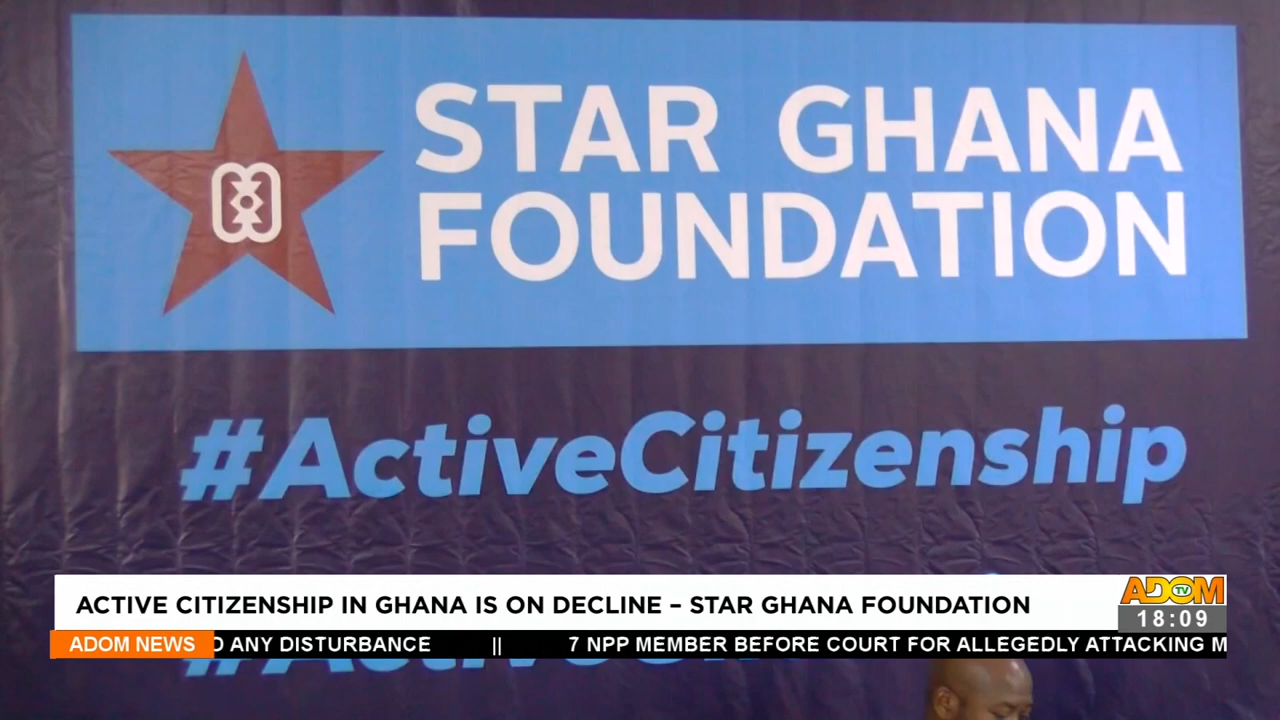 STAR GHANA
FOUNDATION
#ActiveCitizenship
ACTIVE CITIZENSHIP IN GHANA IS ON DECLINE – STAR GHANA FOUNDATION
ADOM
TV
18:09
ADOM NEWS
ANY DISTURBANCE || 7 NPP MEMBER BEFORE COURT FOR ALLEGEDLY ATTACKING